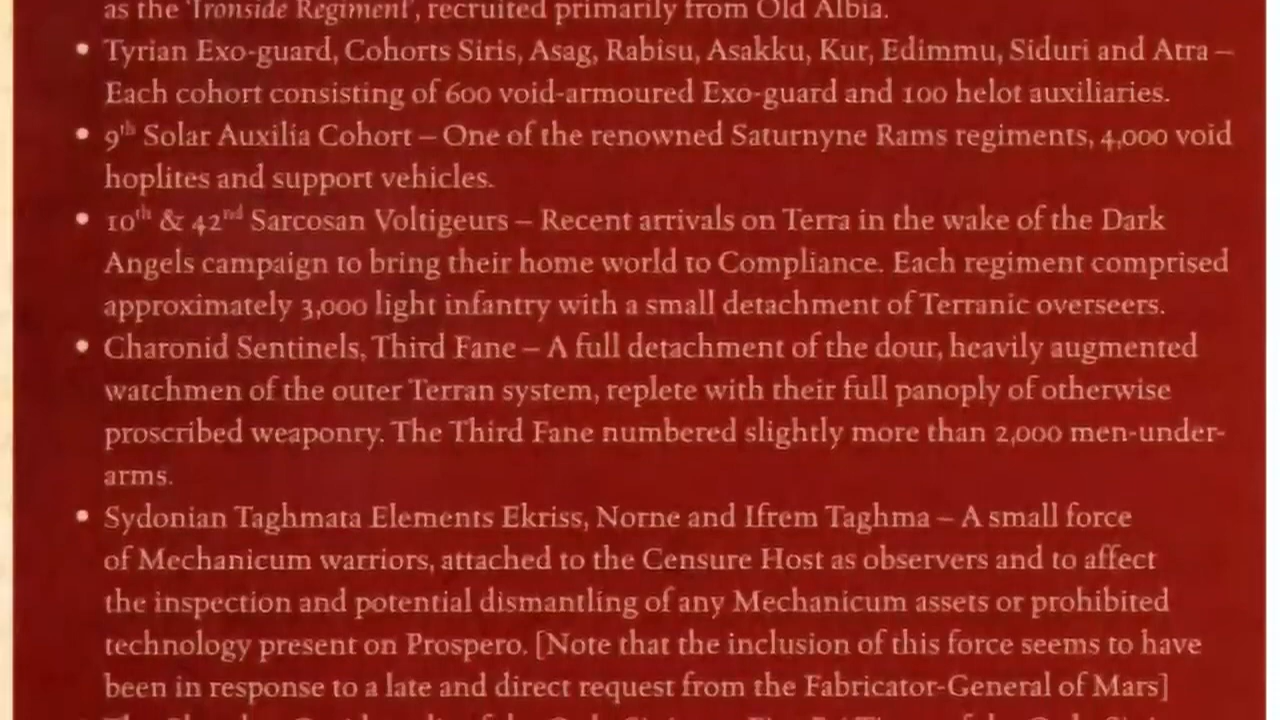 as the 'Ironside Regiment', recruited primarily from Old Albia.
• Tyrian Exo-guard, Cohorts Siris, Asag, Rabisu, Asakku, Kur, Edimmu, Siduri and Atra –
Each cohort consisting of 600 void-armoured Exo-guard and 100 helot auxiliaries.
• 9th Solar Auxilia Cohort – One of the renowned Saturnyne Rams regiments, 4,000 void
hoplites and support vehicles.
• 10th & 42nd Sarcosan Voltigeurs – Recent arrivals on Terra in the wake of the Dark
Angels campaign to bring their home world to Compliance. Each regiment comprised
approximately 3,000 light infantry with a small detachment of Terranic overseers.
• Charonid Sentinels, Third Fane – A full detachment of the dour, heavily augmented
watchmen of the outer Terran system, replete with their full panoply of otherwise
proscribed weaponry. The Third Fane numbered slightly more than 2,000 men-under-
arms.
• Sydonian Taghmata Elements Ekriss, Norne and Ifrem Taghma – A small force
of Mechanicum warriors, attached to the Censure Host as observers and to affect
the inspection and potential dismantling of any Mechanicum assets or prohibited
technology present on Prospero. [Note that the inclusion of this force seems to have
been in response to a late and direct request from the Fabricator-General of Mars]